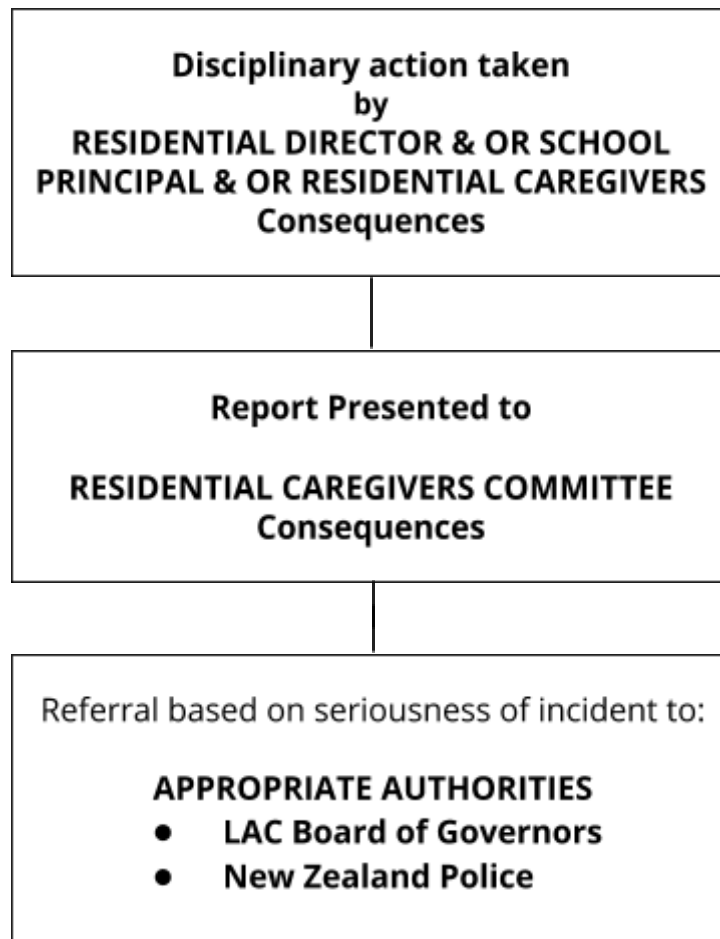 Disciplinary action taken
by
RESIDENTIAL DIRECTOR & OR SCHOOL
PRINCIPAL & OR RESIDENTIAL CAREGIVERS
Consequences
Report Presented to
RESIDENTIAL CAREGIVERS COMMITTEE
Consequences
Referral based on seriousness of incident to:
APPROPRIATE AUTHORITIES
● LAC Board of Governors
● New Zealand Police